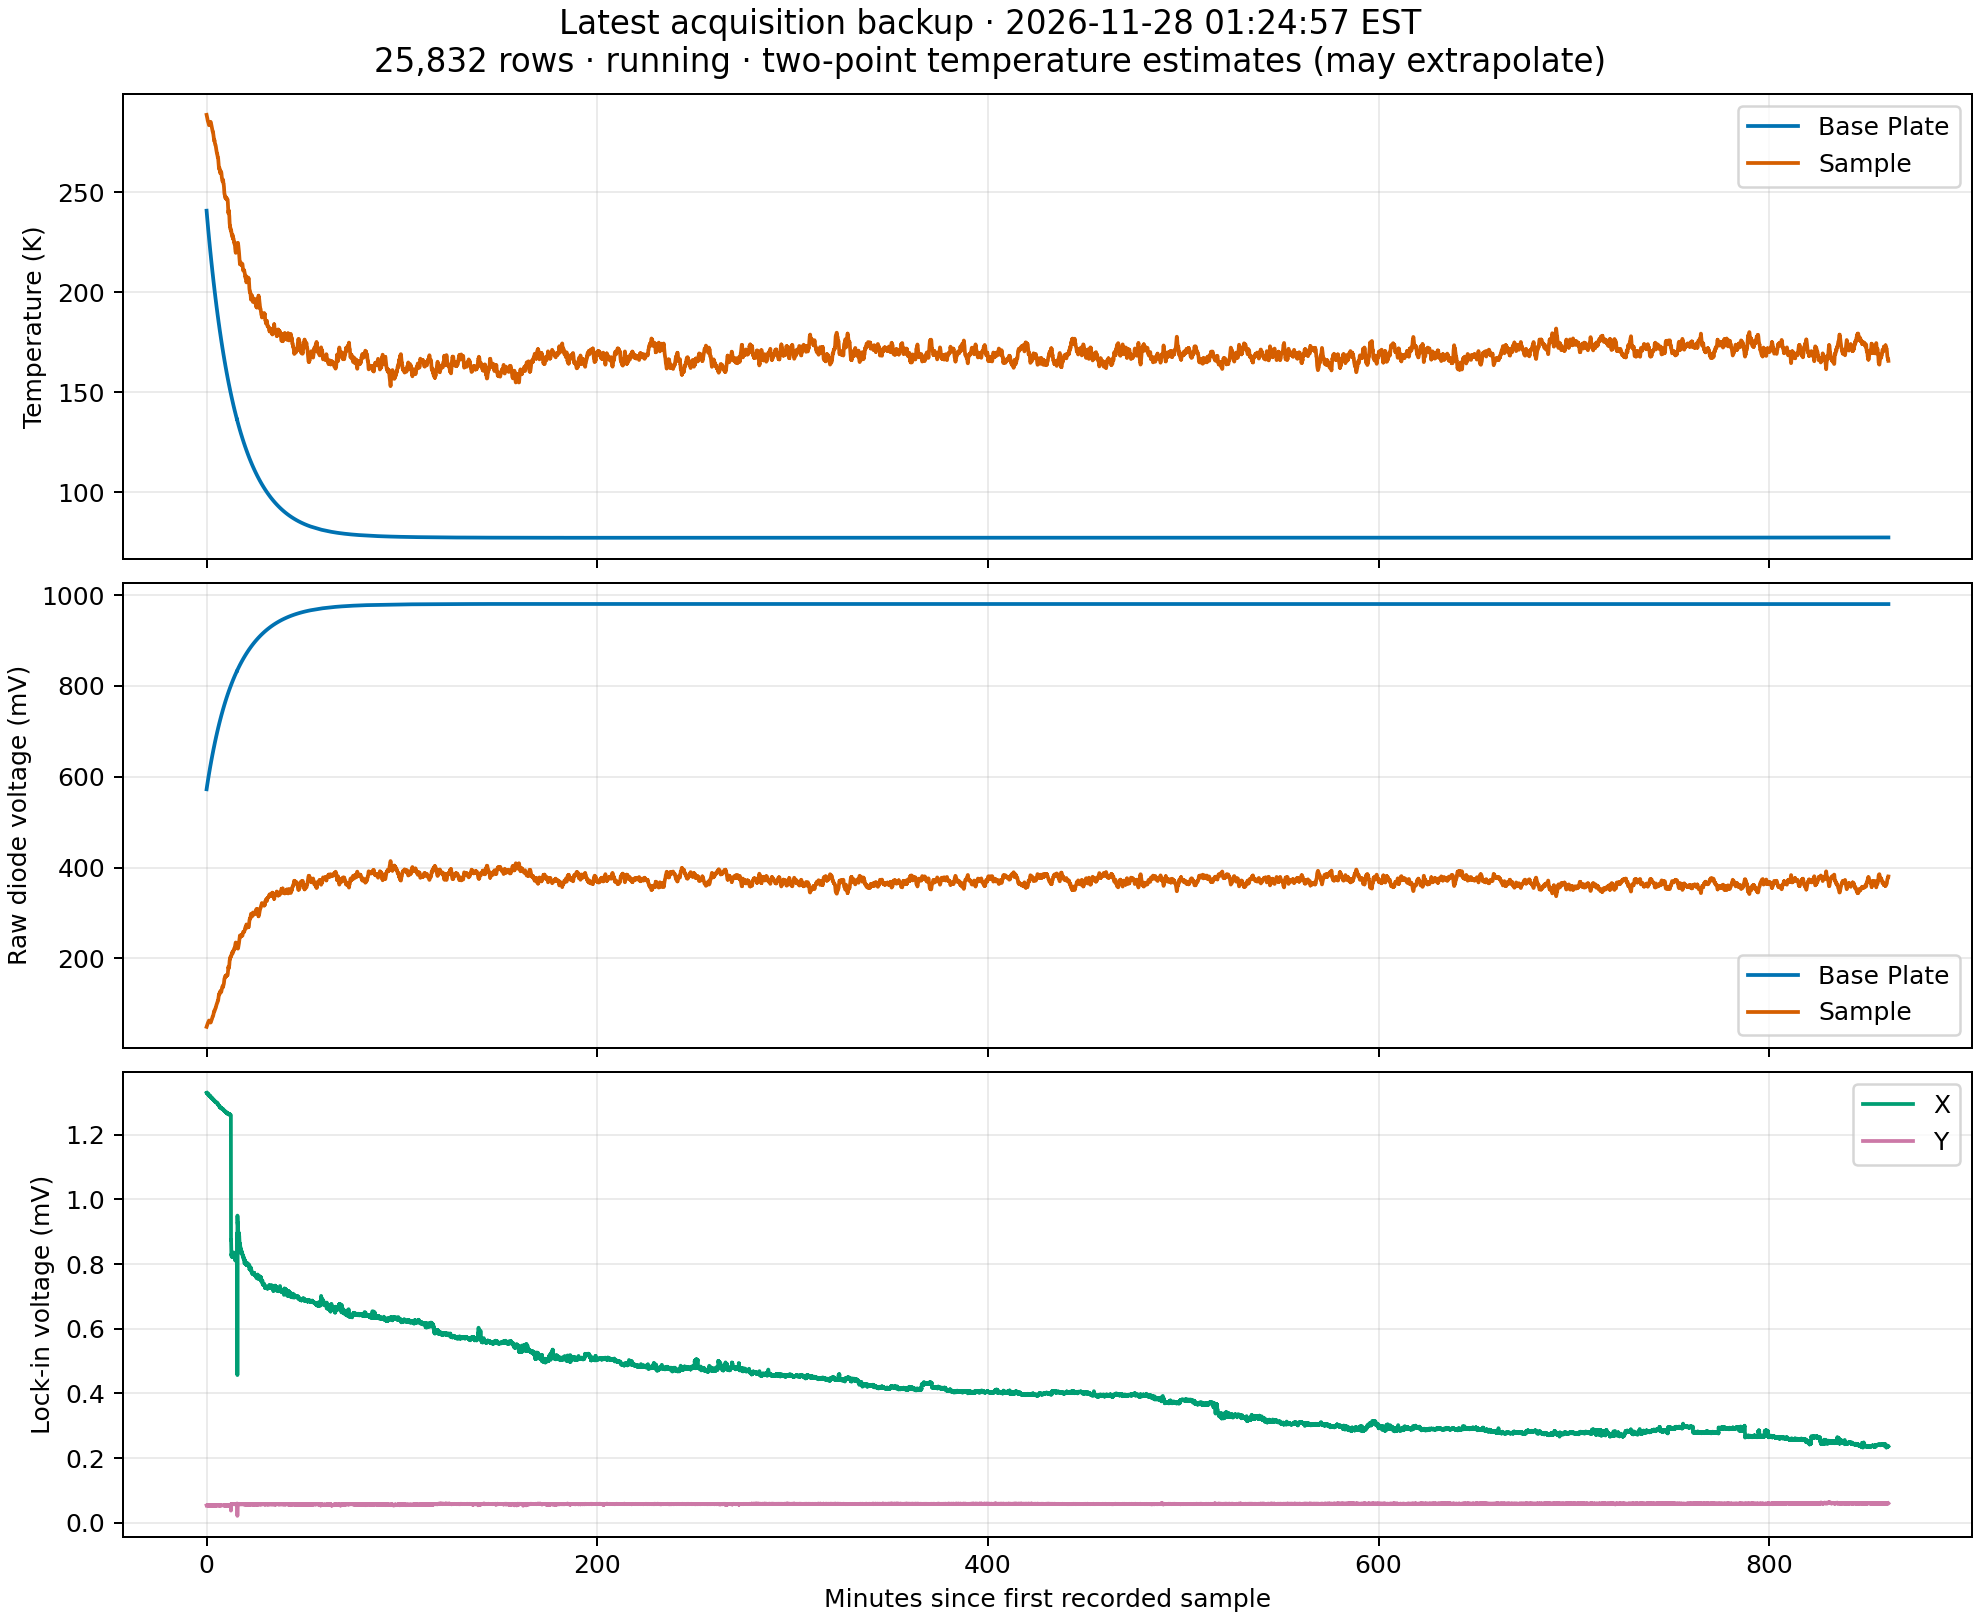 Latest acquisition backup · 2026-11-28 01:24:57 EST
25,832 rows · running · two-point temperature estimates (may extrapolate)
Temperature (K)
250
200
150
100
Base Plate
Sample
Raw diode voltage (mV)
1000
800
600
400
200
Base Plate
Sample
Lock-in voltage (mV)
1.2
1.0
0.8
0.6
0.4
0.2
0.0
X
Y
0
200
400
600
800
Minutes since first recorded sample